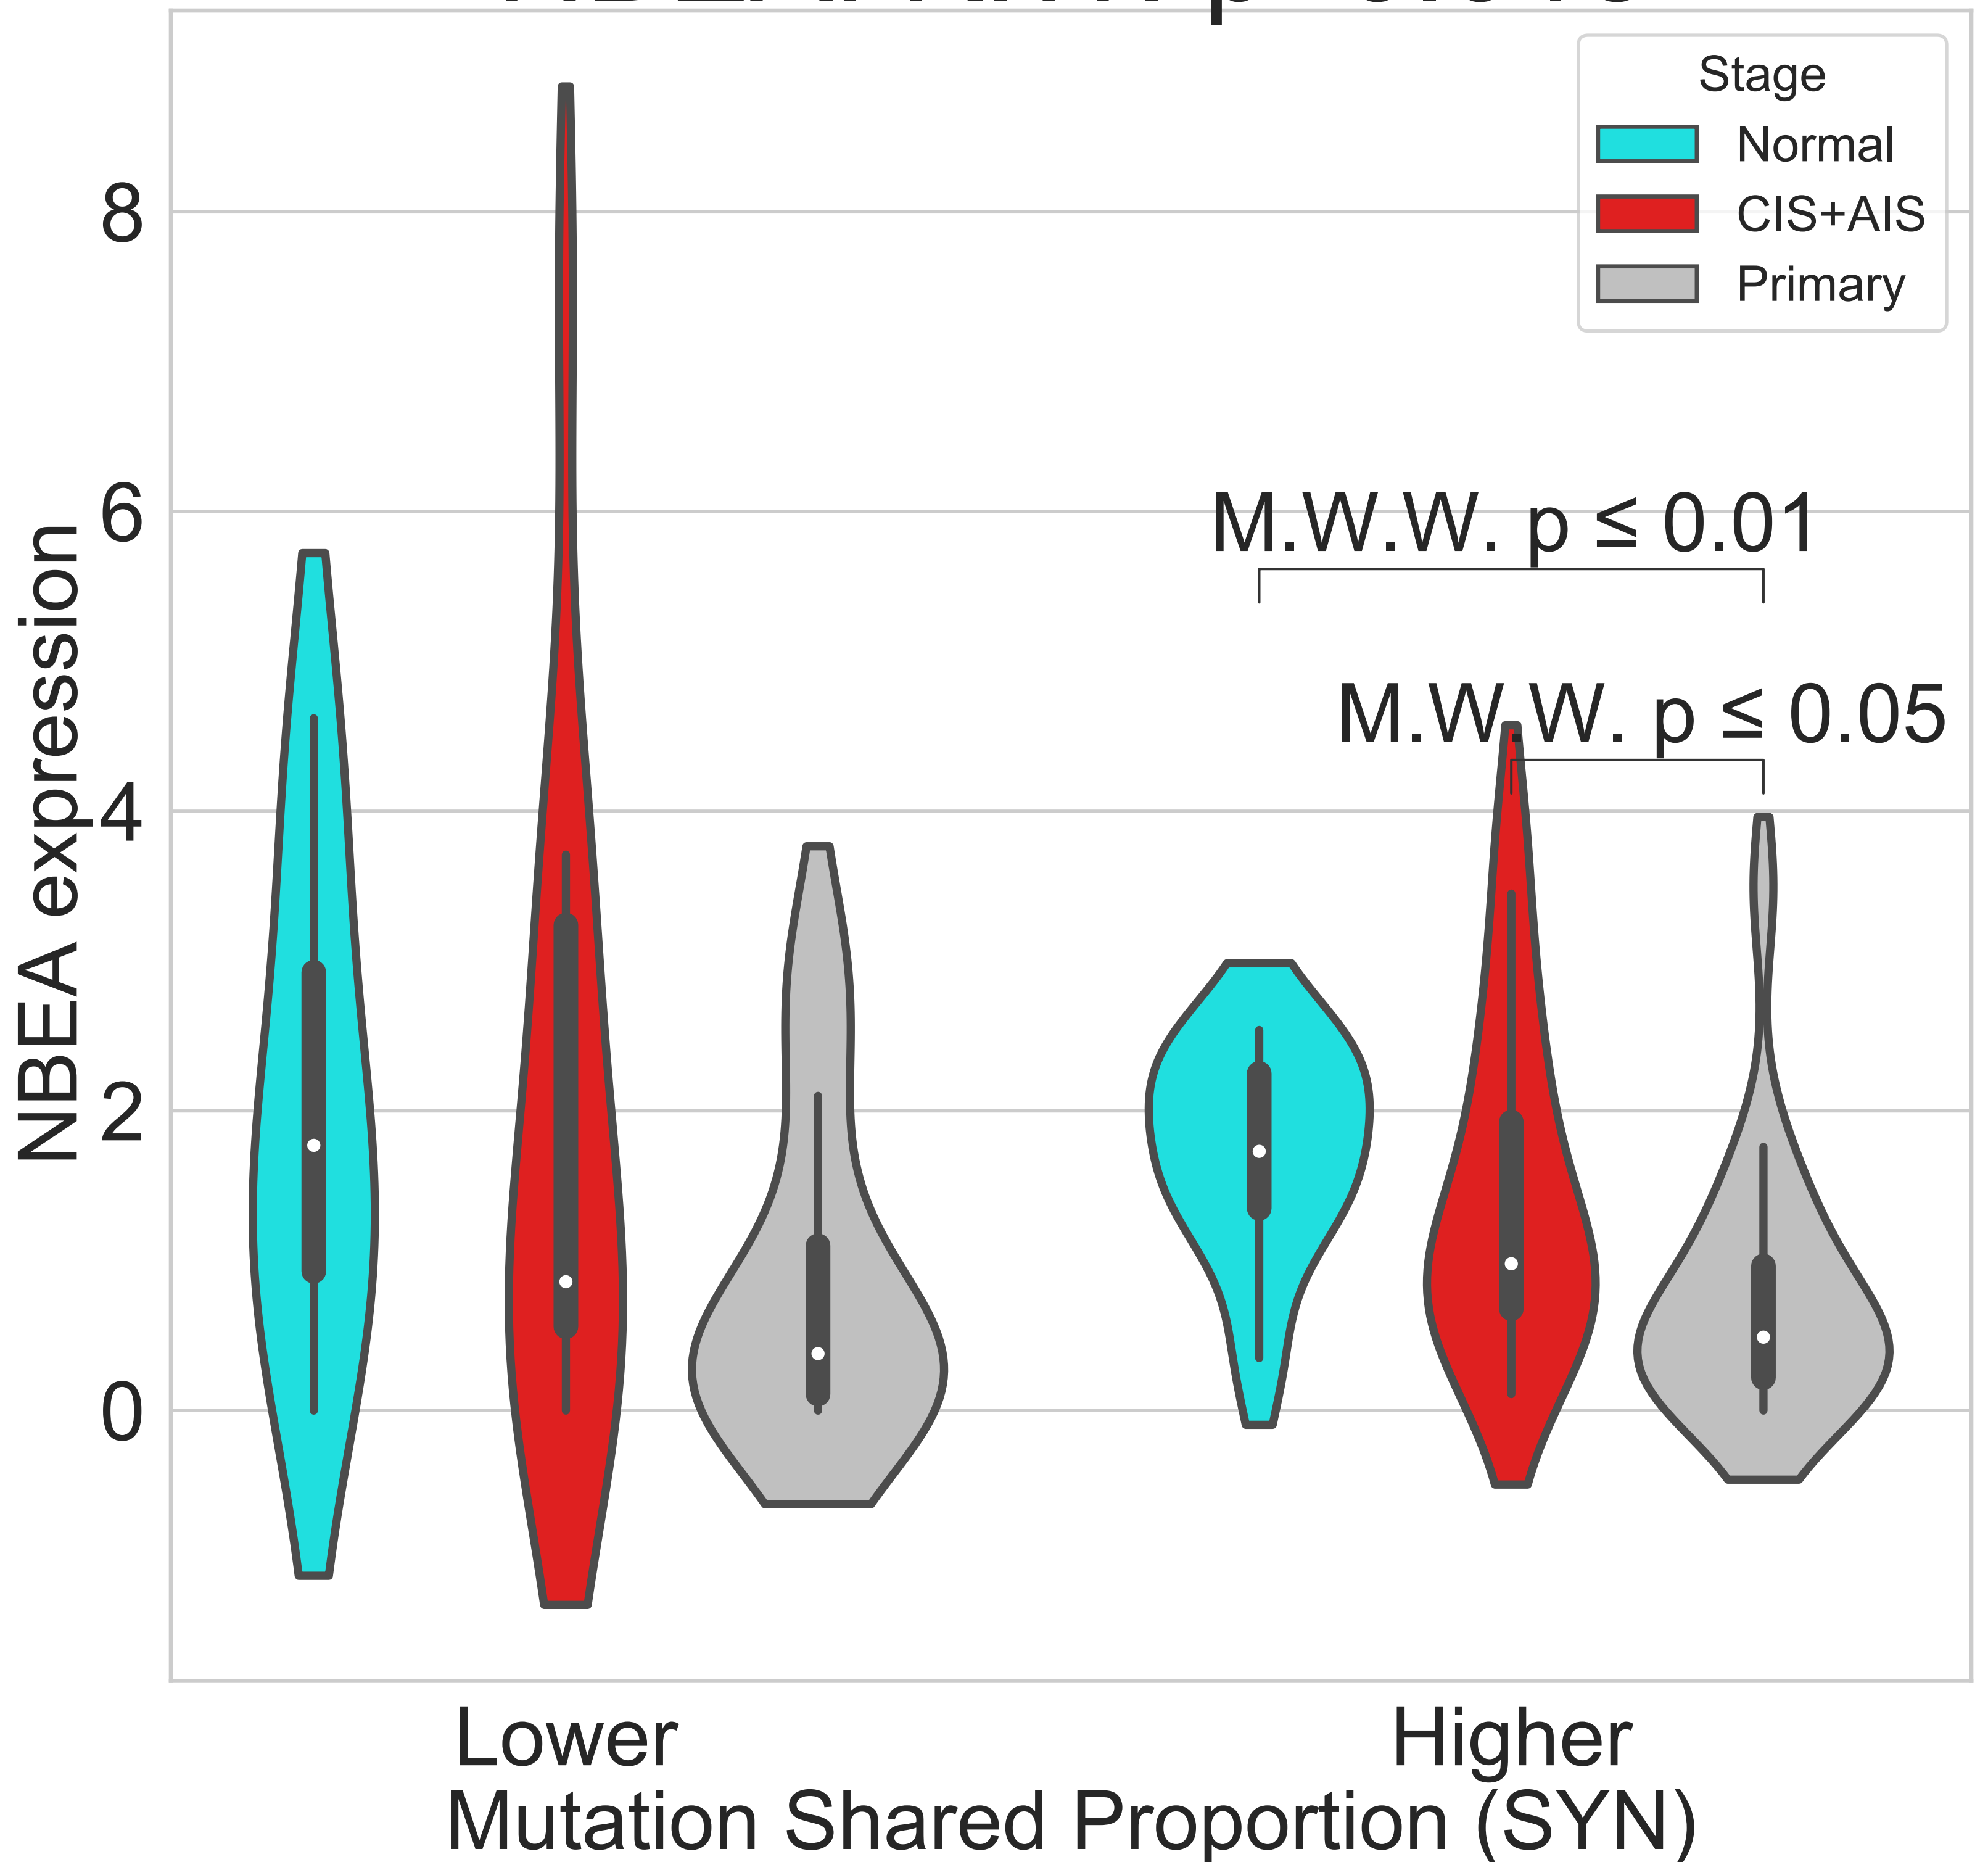 Stage
Normal
CIS+AIS
Primary
M.W.W. p ≤ 0.01
M.W.W. p ≤ 0.05
8
6
4
2
0
NBEA expression
Lower
Higher
Mutation Shared Proportion (SYN)